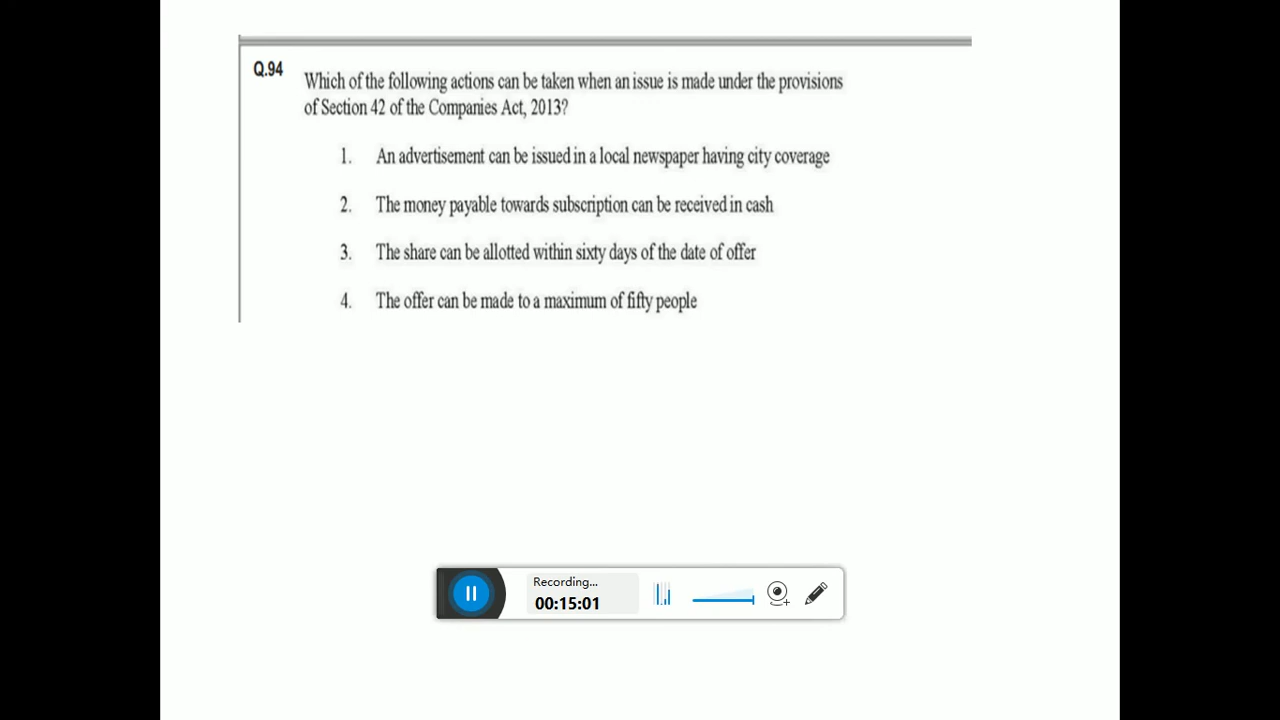 Q.94
Which of the following actions can be taken when an issue is made under the provisions
of Section 42 of the Companies Act, 2013?
1. An advertisement can be issued in a local newspaper having city coverage
2. The money payable towards subscription can be received in cash
3. The share can be allotted within sixty days of the date of offer
4. The offer can be made to a maximum of fifty people
Recording...
00:15:01